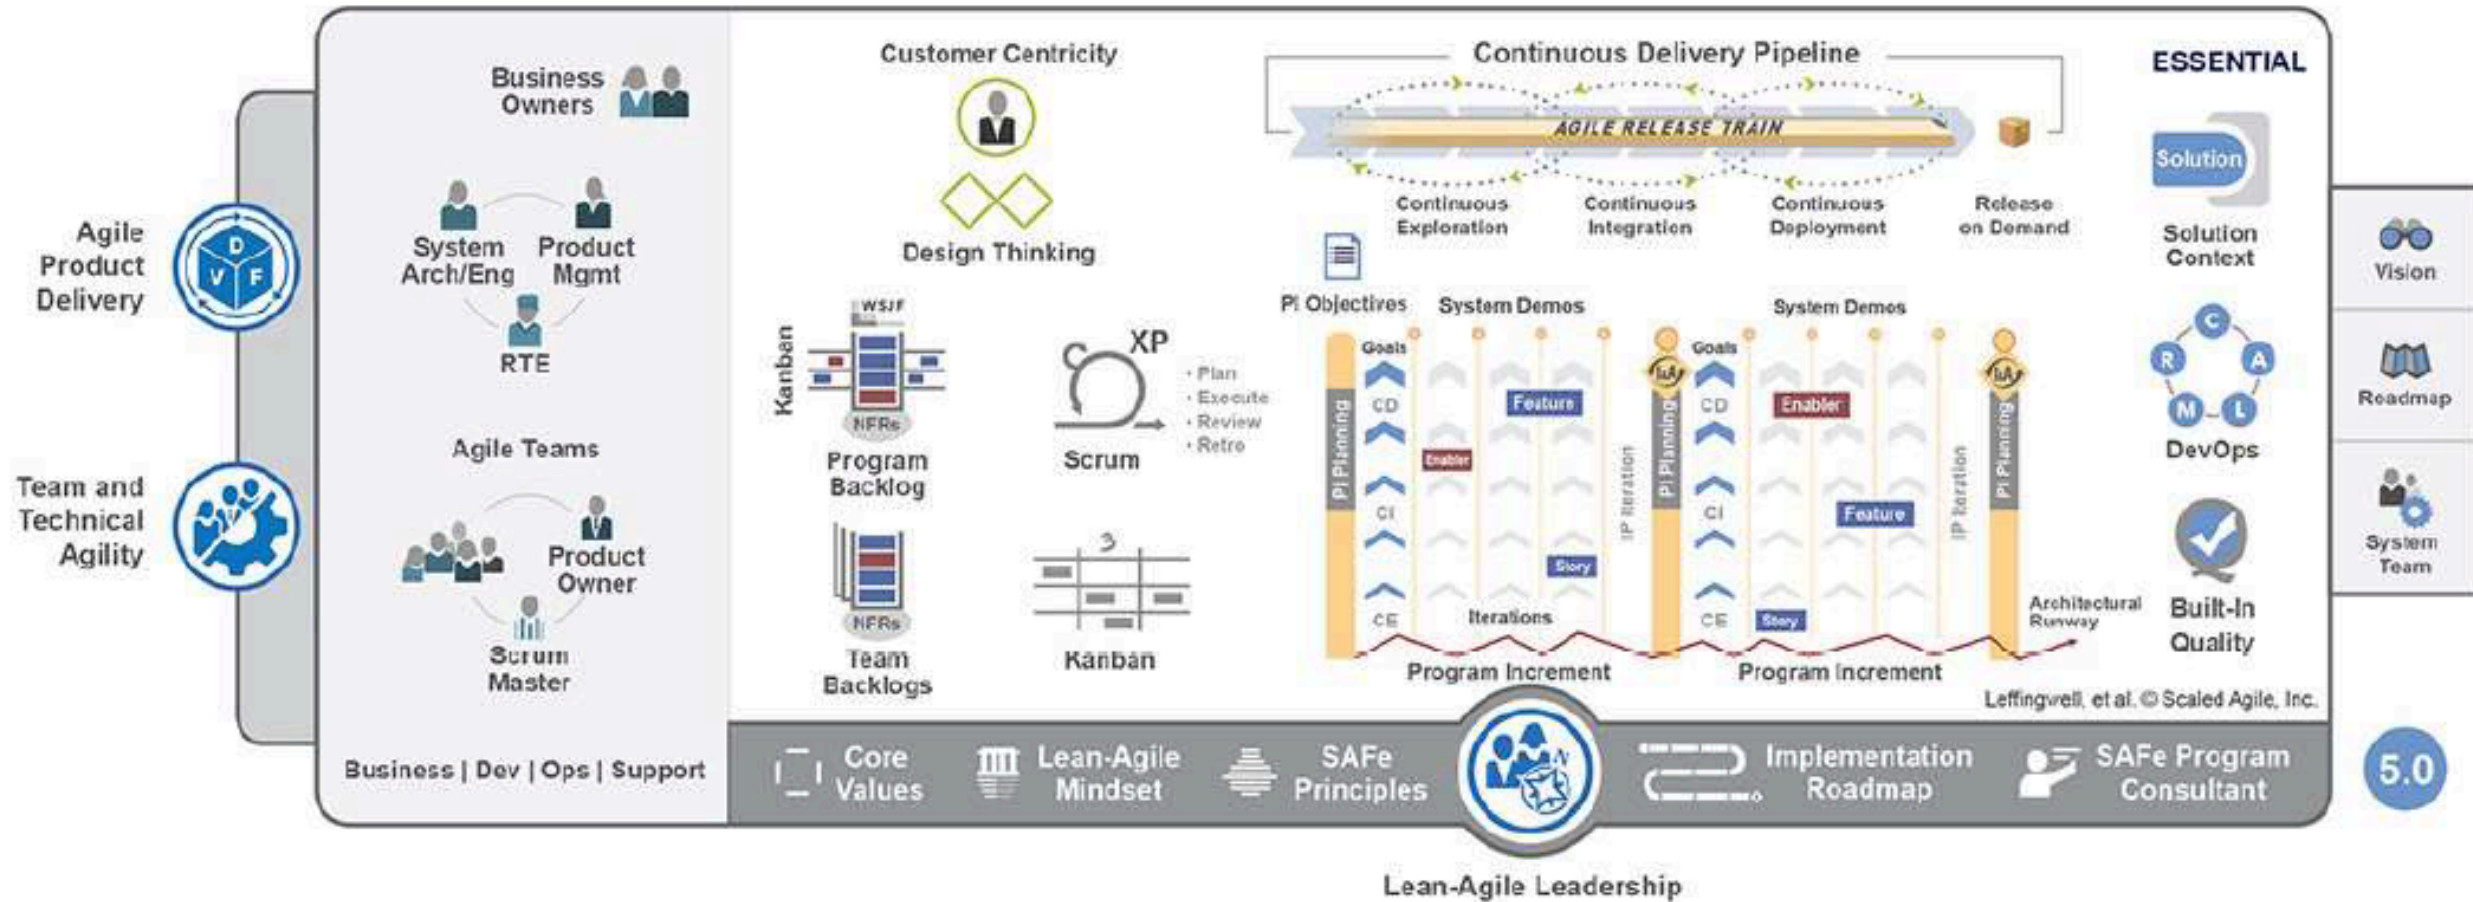 Agile
Product
Delivery
D
V F
Team and
Technical
Agility
Business
Owners
System
Arch/Eng
Product
Mgmt
RTE
Agile Teams
Product
Owner
Scrum
Master
Business | Dev | Ops | Support
Customer Centricity
Design Thinking
Kanban
WSJF
NFRs
Program
Backlog
XP
• Plan
• Execute
• Review
• Retro
Scrum
NFRs
Team
Backlogs
3
Kanban
Continuous Delivery Pipeline
AGILE RELEASE TRAIN
Continuous
Exploration
Continuous
Integration
Continuous
Deployment
Release
on Demand
PI Objectives
System Demos
System Demos
PI Planning
Goals
CD
CI
CE
Enabler
Feature
Story
Iterations
IP Iteration
I&A
PI Planning
Goals
CD
CI
CE
Enabler
Feature
Story
IP Iteration
I&A
PI Planning
Architectural
Runway
Program Increment
Program Increment
ESSENTIAL
Solution
Solution
Context
C
A
L
M
R
DevOps
Built-In
Quality
Leffingwell, et al. © Scaled Agile, Inc.
Vision
Roadmap
System
Team
Core
Values
Lean-Agile
Mindset
SAFe
Principles
N
Implementation
Roadmap
SAFe Program
Consultant
5.0
Lean-Agile Leadership